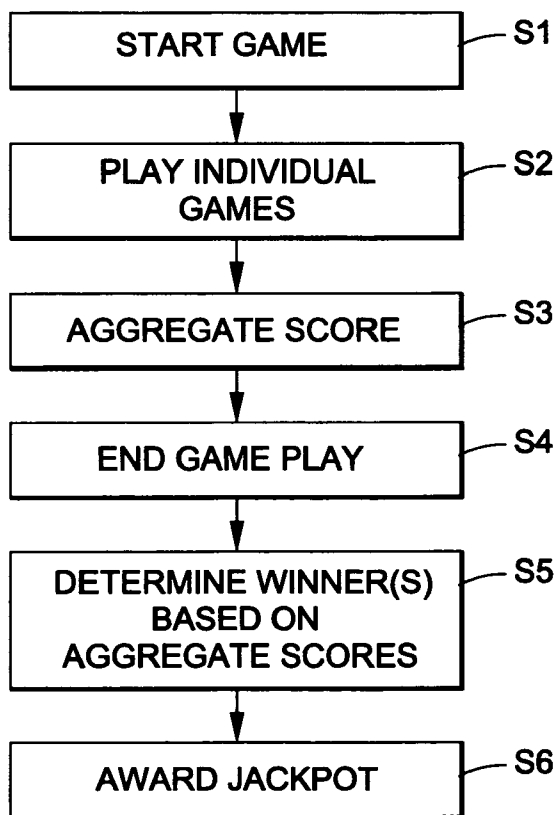 START GAME
S1
PLAY INDIVIDUAL
GAMES
S2
AGGREGATE SCORE
S3
END GAME PLAY
S4
DETERMINE WINNER(S)
BASED ON
AGGREGATE SCORES
S5
AWARD JACKPOT
S6